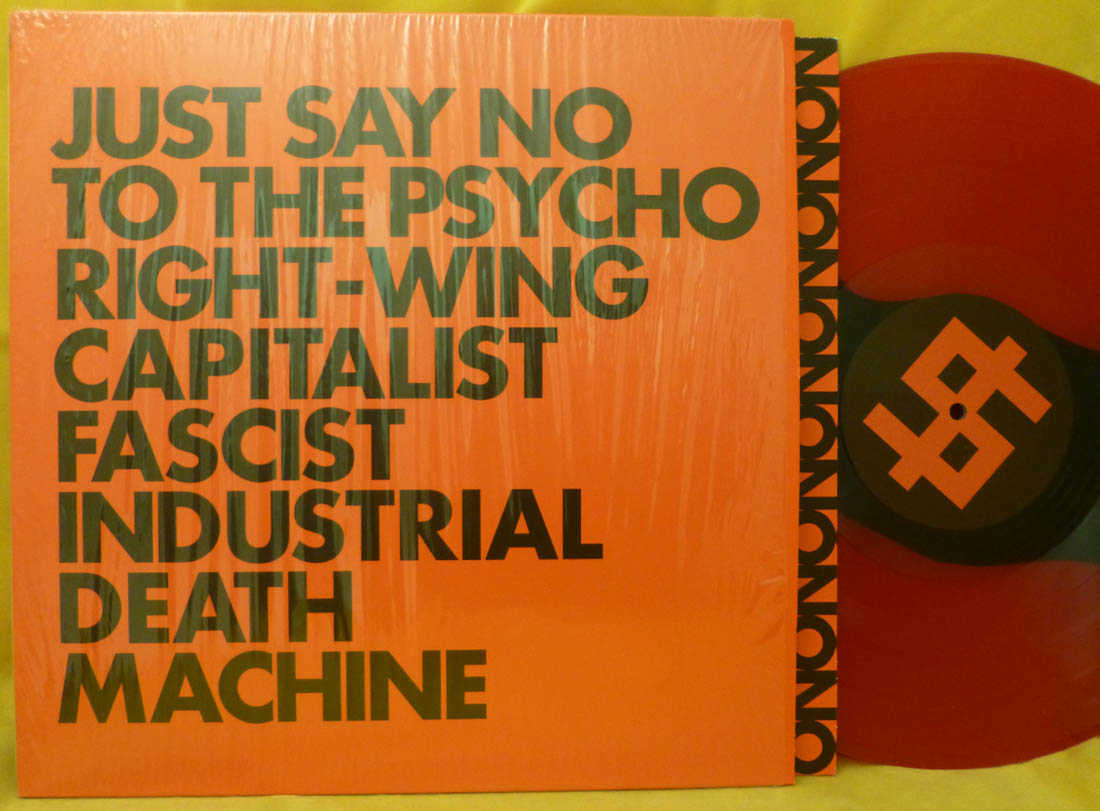 JUST SAY NO
TO THE PSYCHO
RIGHT-WING
CAPITALIST
FASCIST
INDUSTRIAL
DEATH
MACHINE
NONONONONONONONONO